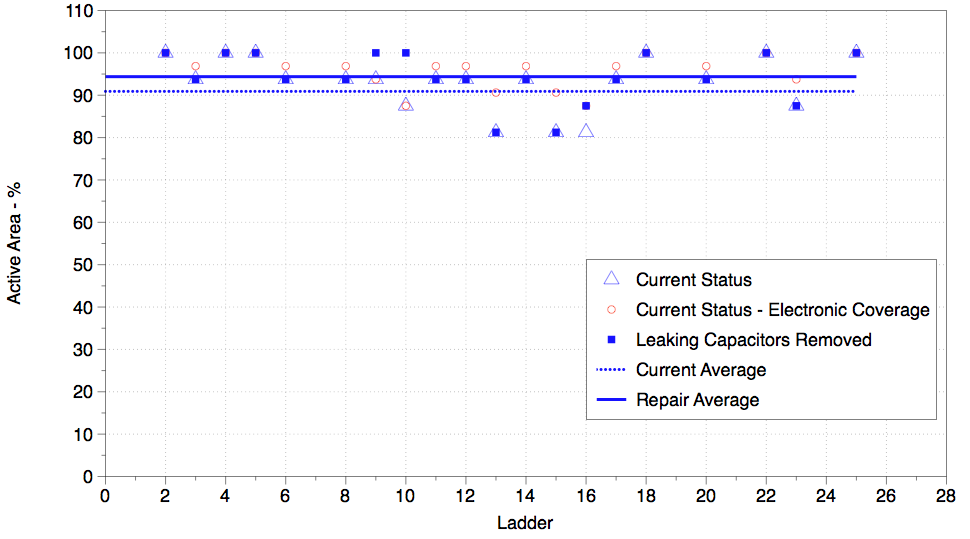 110
100
90
80
70
60
50
40
30
20
10
0
Active Area - %
0 2 4 6 8 10 12 14 16 18 20 22 24 26 28
Ladder
Current Status
Current Status - Electronic Coverage
Leaking Capacitors Removed
Current Average
Repair Average